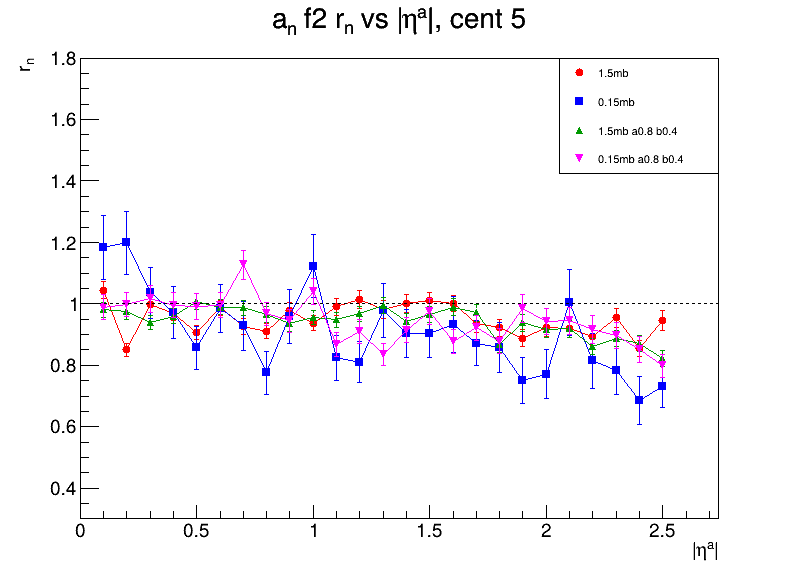 aₙ f2 rₙ vs |ηᵃ|, cent 5
rₙ
1.8
1.6
1.4
1.2
1
0.8
0.6
0.4
1.5mb
0.15mb
1.5mb a0.8 b0.4
0.15mb a0.8 b0.4
0 0.5 1 1.5 2 2.5
|ηᵃ|